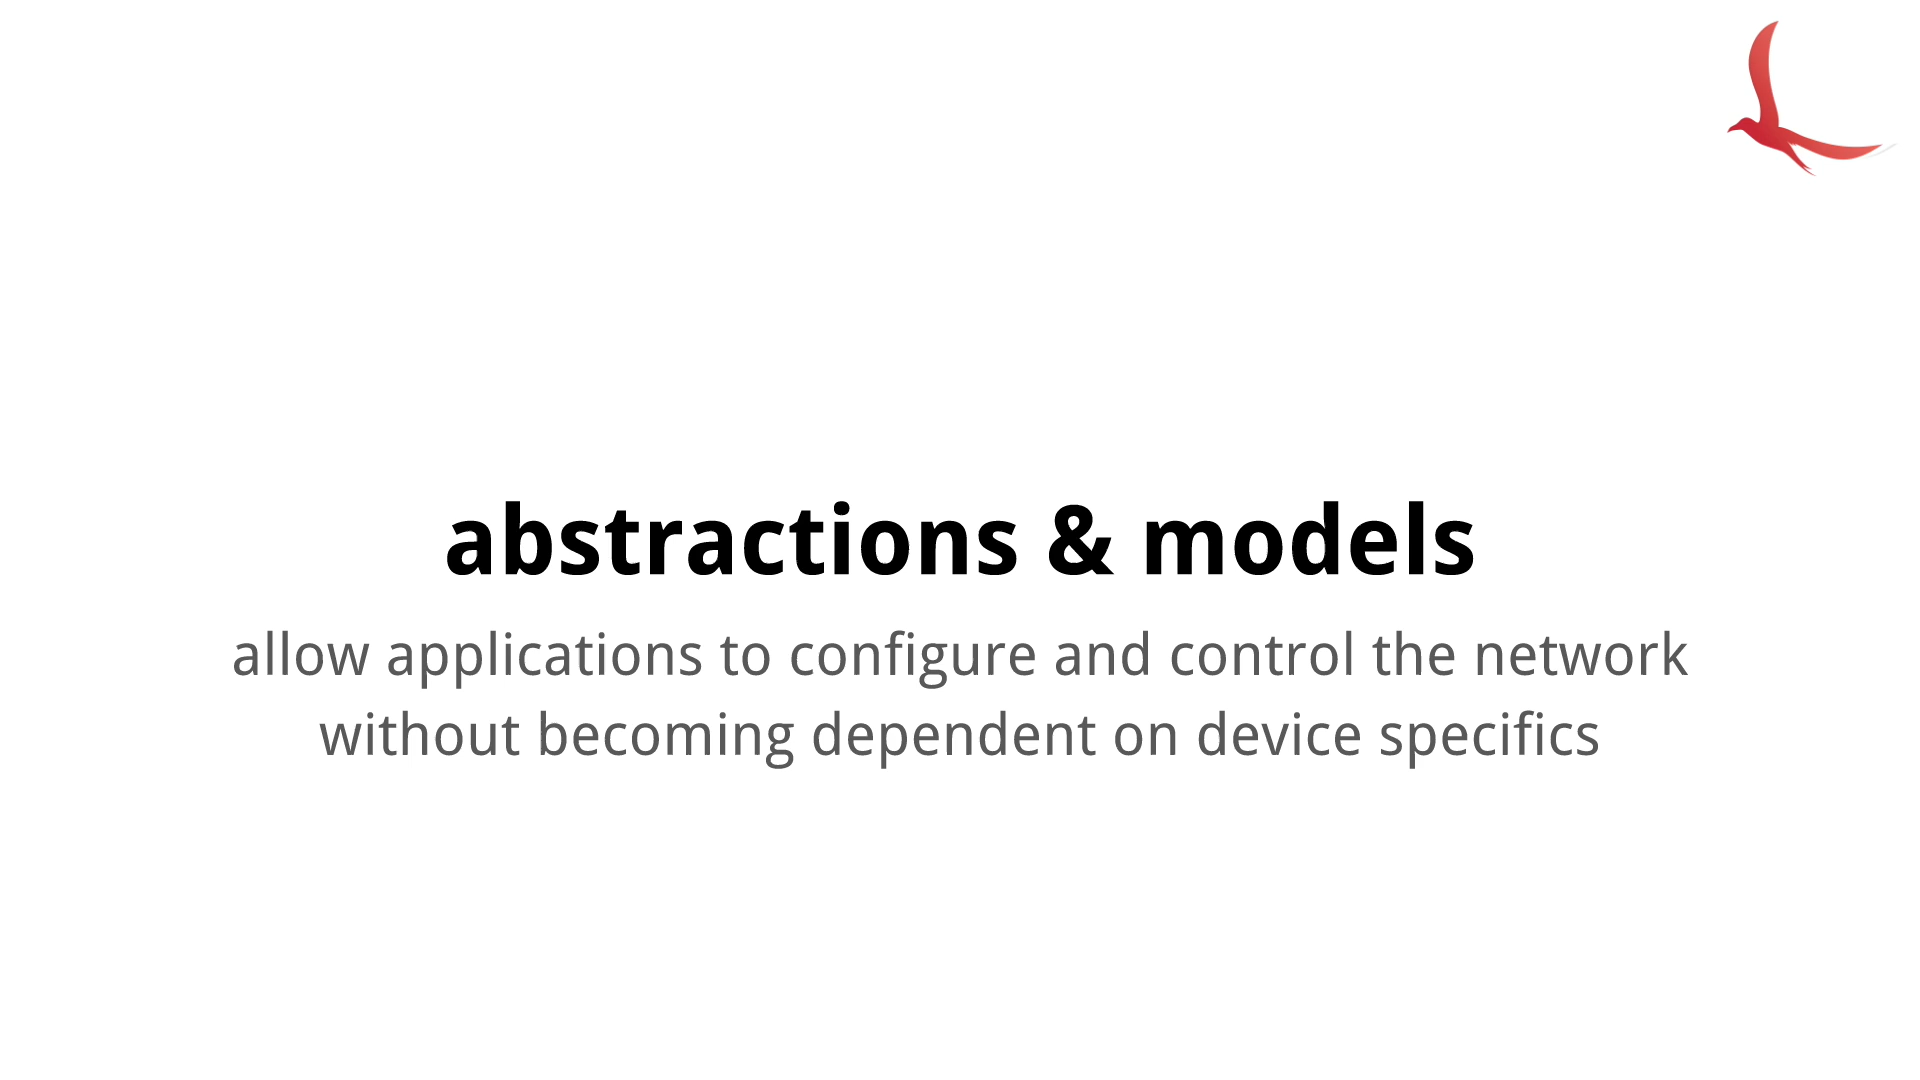 abstractions & models
allow applications to configure and control the network
without becoming dependent on device specifics